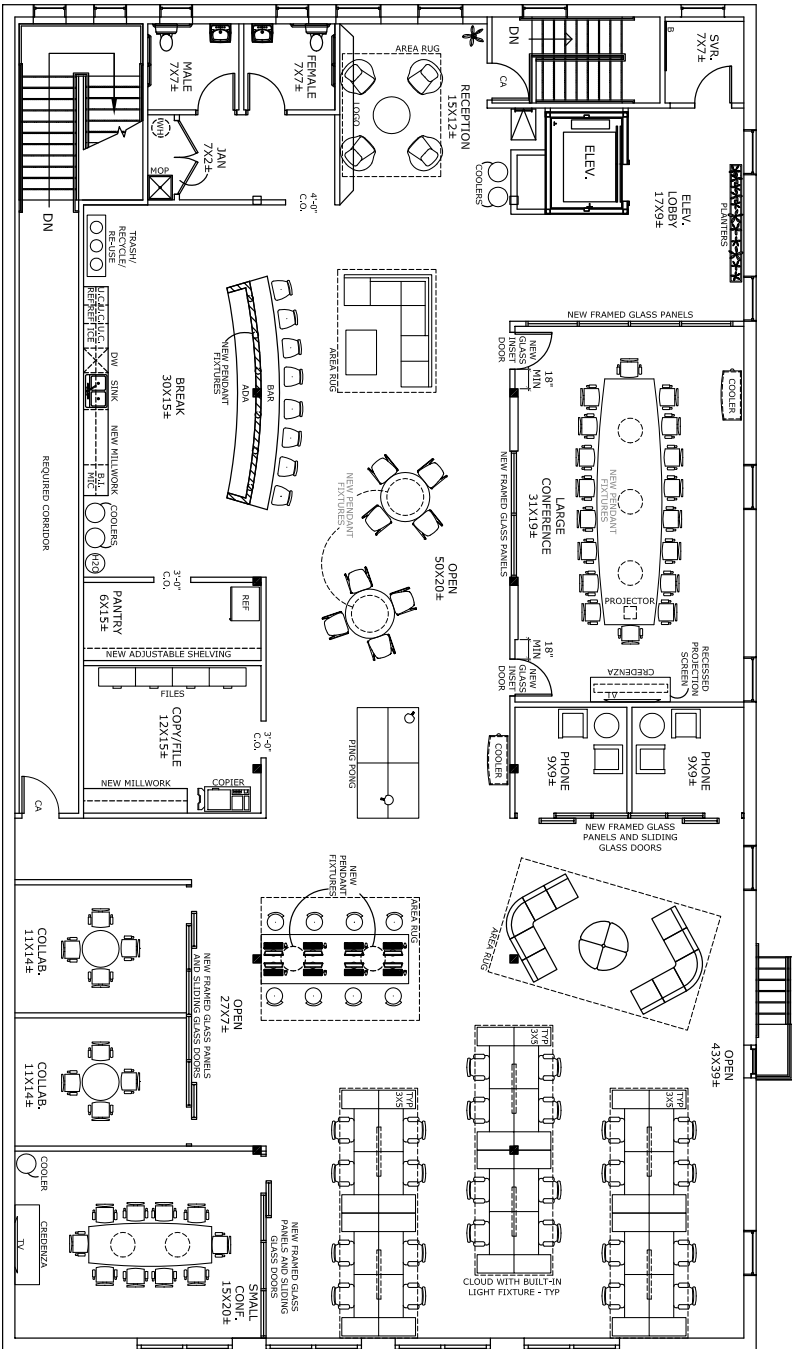 SVR.
7X7±
B
DN
CA
AREA RUG
RECEPTION
15X12±
LOGO
FEMALE
7X7±
MALE
7X7±
JAN
7X2±
WH
MOP
DN
ELEV.
ELEV.
LOBBY
17X9±
PLANTERS
COOLERS
4'-0"
C.O.
TRASH/
RECYCLE/
RE-USE
U.C.
REF
U.C.
REF
U.C.
ICE
DW
SINK
NEW MILLWORK
B.I.
MIC
COOLERS
H2O
BREAK
30X15±
NEW PENDANT
FIXTURES
BAR
ADA
AREA RUG
NEW FRAMED GLASS PANELS
NEW
GLASS
INSET
DOOR
18"
MIN
COOLER
NEW FRAMED GLASS PANELS
LARGE
CONFERENCE
31X19±
NEW PENDANT
FIXTURES
PROJECTOR
18"
MIN
NEW
GLASS
INSET
DOOR
CREDENZA
TV
RECESSED
PROJECTION
SCREEN
OPEN
50X20±
NEW PENDANT
FIXTURES
REQUIRED CORRIDOR
3'-0"
C.O.
PANTRY
6X15±
REF
NEW ADJUSTABLE SHELVING
FILES
COPY/FILE
12X15±
3'-0"
C.O.
NEW MILLWORK
COPIER
CA
PING PONG
COOLER
PHONE
9X9±
PHONE
9X9±
NEW FRAMED GLASS
PANELS AND SLIDING
GLASS DOORS
AREA RUG
NEW
PENDANT
FIXTURES
AREA RUG
OPEN
27X7±
NEW FRAMED GLASS PANELS
AND SLIDING GLASS DOORS
COLLAB.
11X14±
COLLAB.
11X14±
OPEN
43X39±
TYP
3X5
TYP
3X5
TYP
3X5
CLOUD WITH BUILT-IN
LIGHT FIXTURE - TYP
COOLER
CREDENZA
TV
SMALL
CONF.
15X20±
NEW FRAMED GLASS
PANELS AND SLIDING
GLASS DOORS